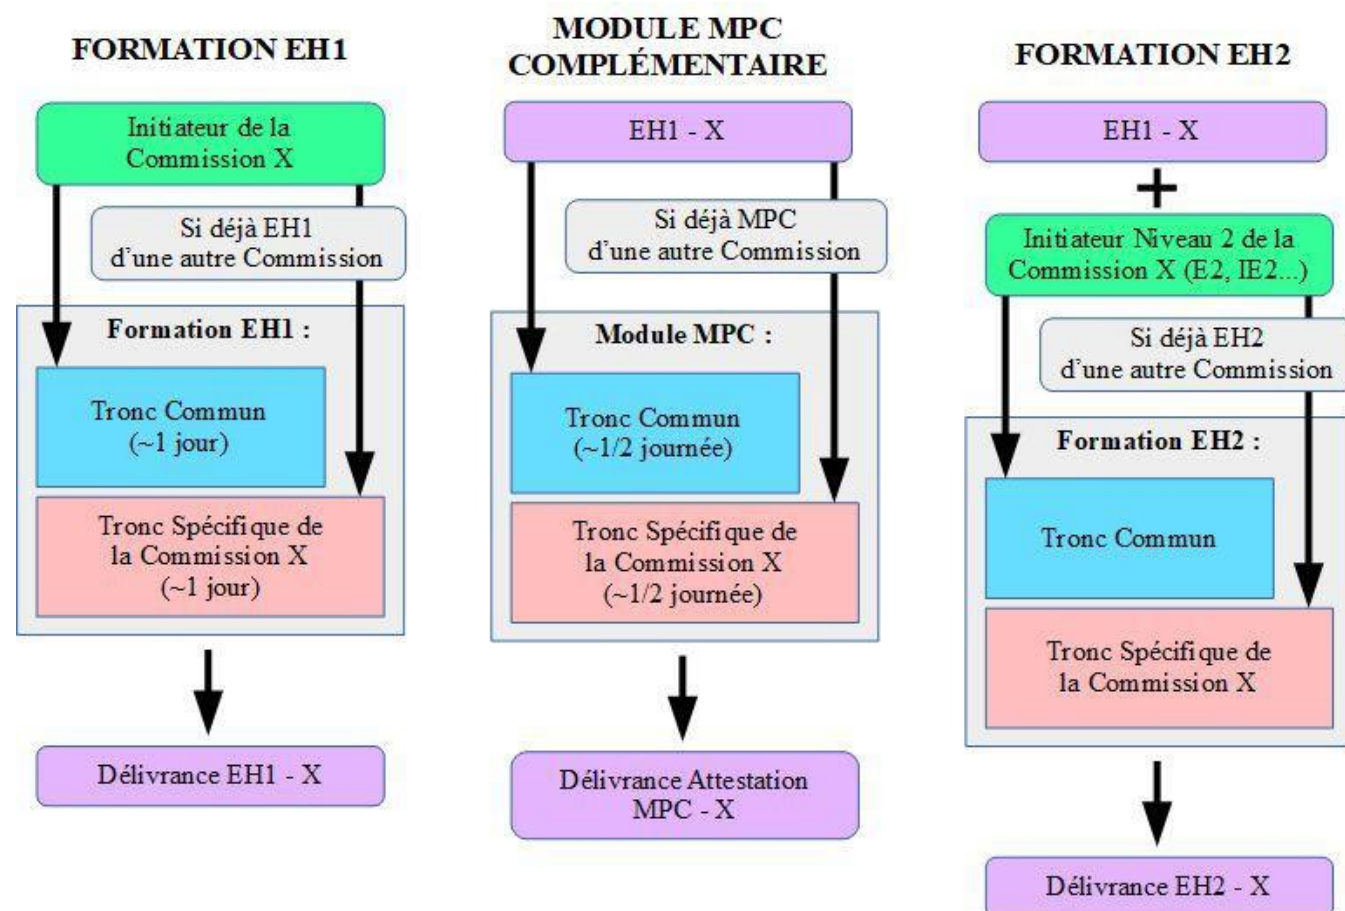 FORMATION EH1
Initiateur de la
Commission X
Si déjà EH1
d'une autre Commission
Formation EH1 :
Tronc Commun
(~1 jour)
Tronc Spécifique de
la Commission X
(~1 jour)
Délivrance EH1 - X
MODULE MPC
COMPLÉMENTAIRE
EH1 - X
Si déjà MPC
d'une autre Commission
Module MPC :
Tronc Commun
(~1/2 journée)
Tronc Spécifique de
la Commission X
(~1/2 journée)
Délivrance Attestation
MPC - X
FORMATION EH2
EH1 - X
+
Initiateur Niveau 2 de la
Commission X (E2, IE2...)
Si déjà EH2
d'une autre Commission
Formation EH2 :
Tronc Commun
Tronc Spécifique de
la Commission X
Délivrance EH2 - X